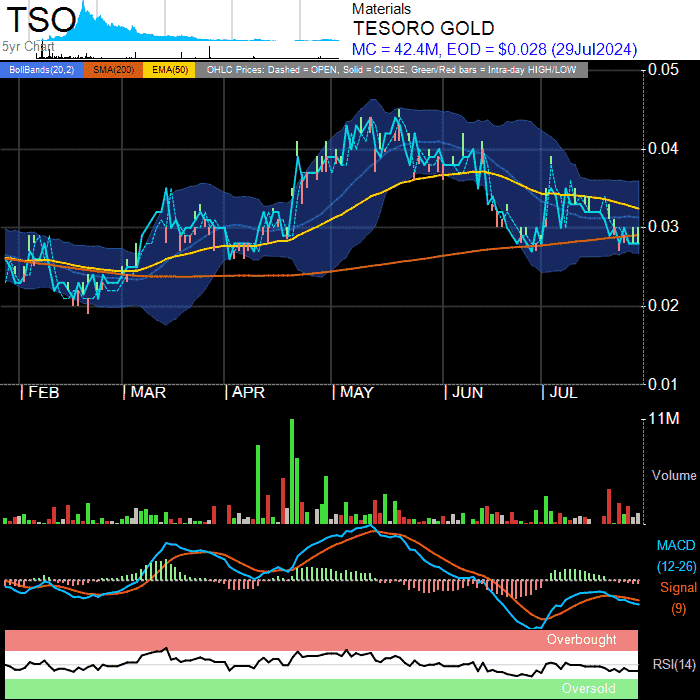 TSO
5yr Chart
Materials
TESORO GOLD
MC = 42.4M, EOD = $0.028 (29Jul2024)
BollBands(20,2) SMA(200) EMA(50) OHLC Prices: Dashed = OPEN, Solid = CLOSE, Green/Red bars = Intra-day HIGH/LOW
0.05
0.04
0.03
0.02
0.01
FEB MAR APR MAY JUN JUL
11M
Volume
MACD
(12-26)
Signal
(9)
Overbought
RSI(14)
Oversold